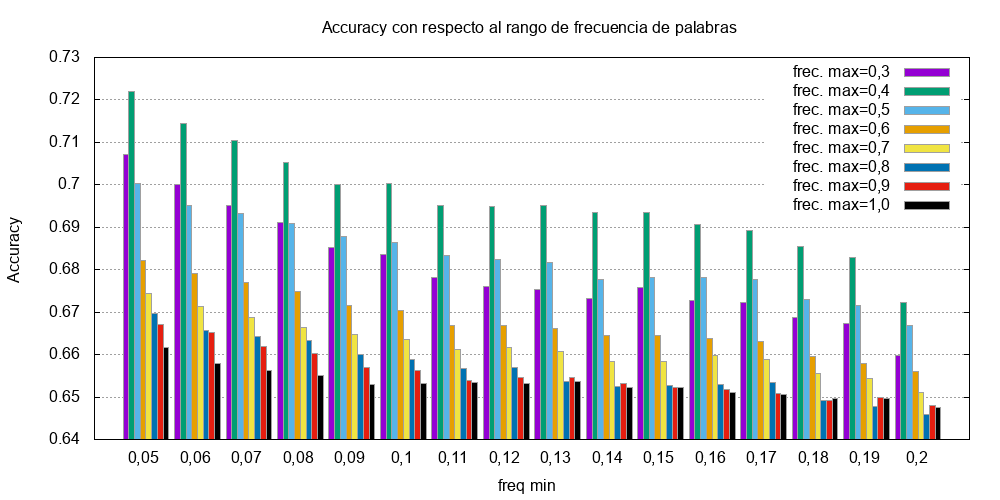 Accuracy con respecto al rango de frecuencia de palabras
0.73
0.72
0.71
0.7
0.69
0.68
0.67
0.66
0.65
0.64
Accuracy
frec. max=0,3
frec. max=0,4
frec. max=0,5
frec. max=0,6
frec. max=0,7
frec. max=0,8
frec. max=0,9
frec. max=1,0
0,05 0,06 0,07 0,08 0,09 0,1 0,11 0,12 0,13 0,14 0,15 0,16 0,17 0,18 0,19 0,2
freq min